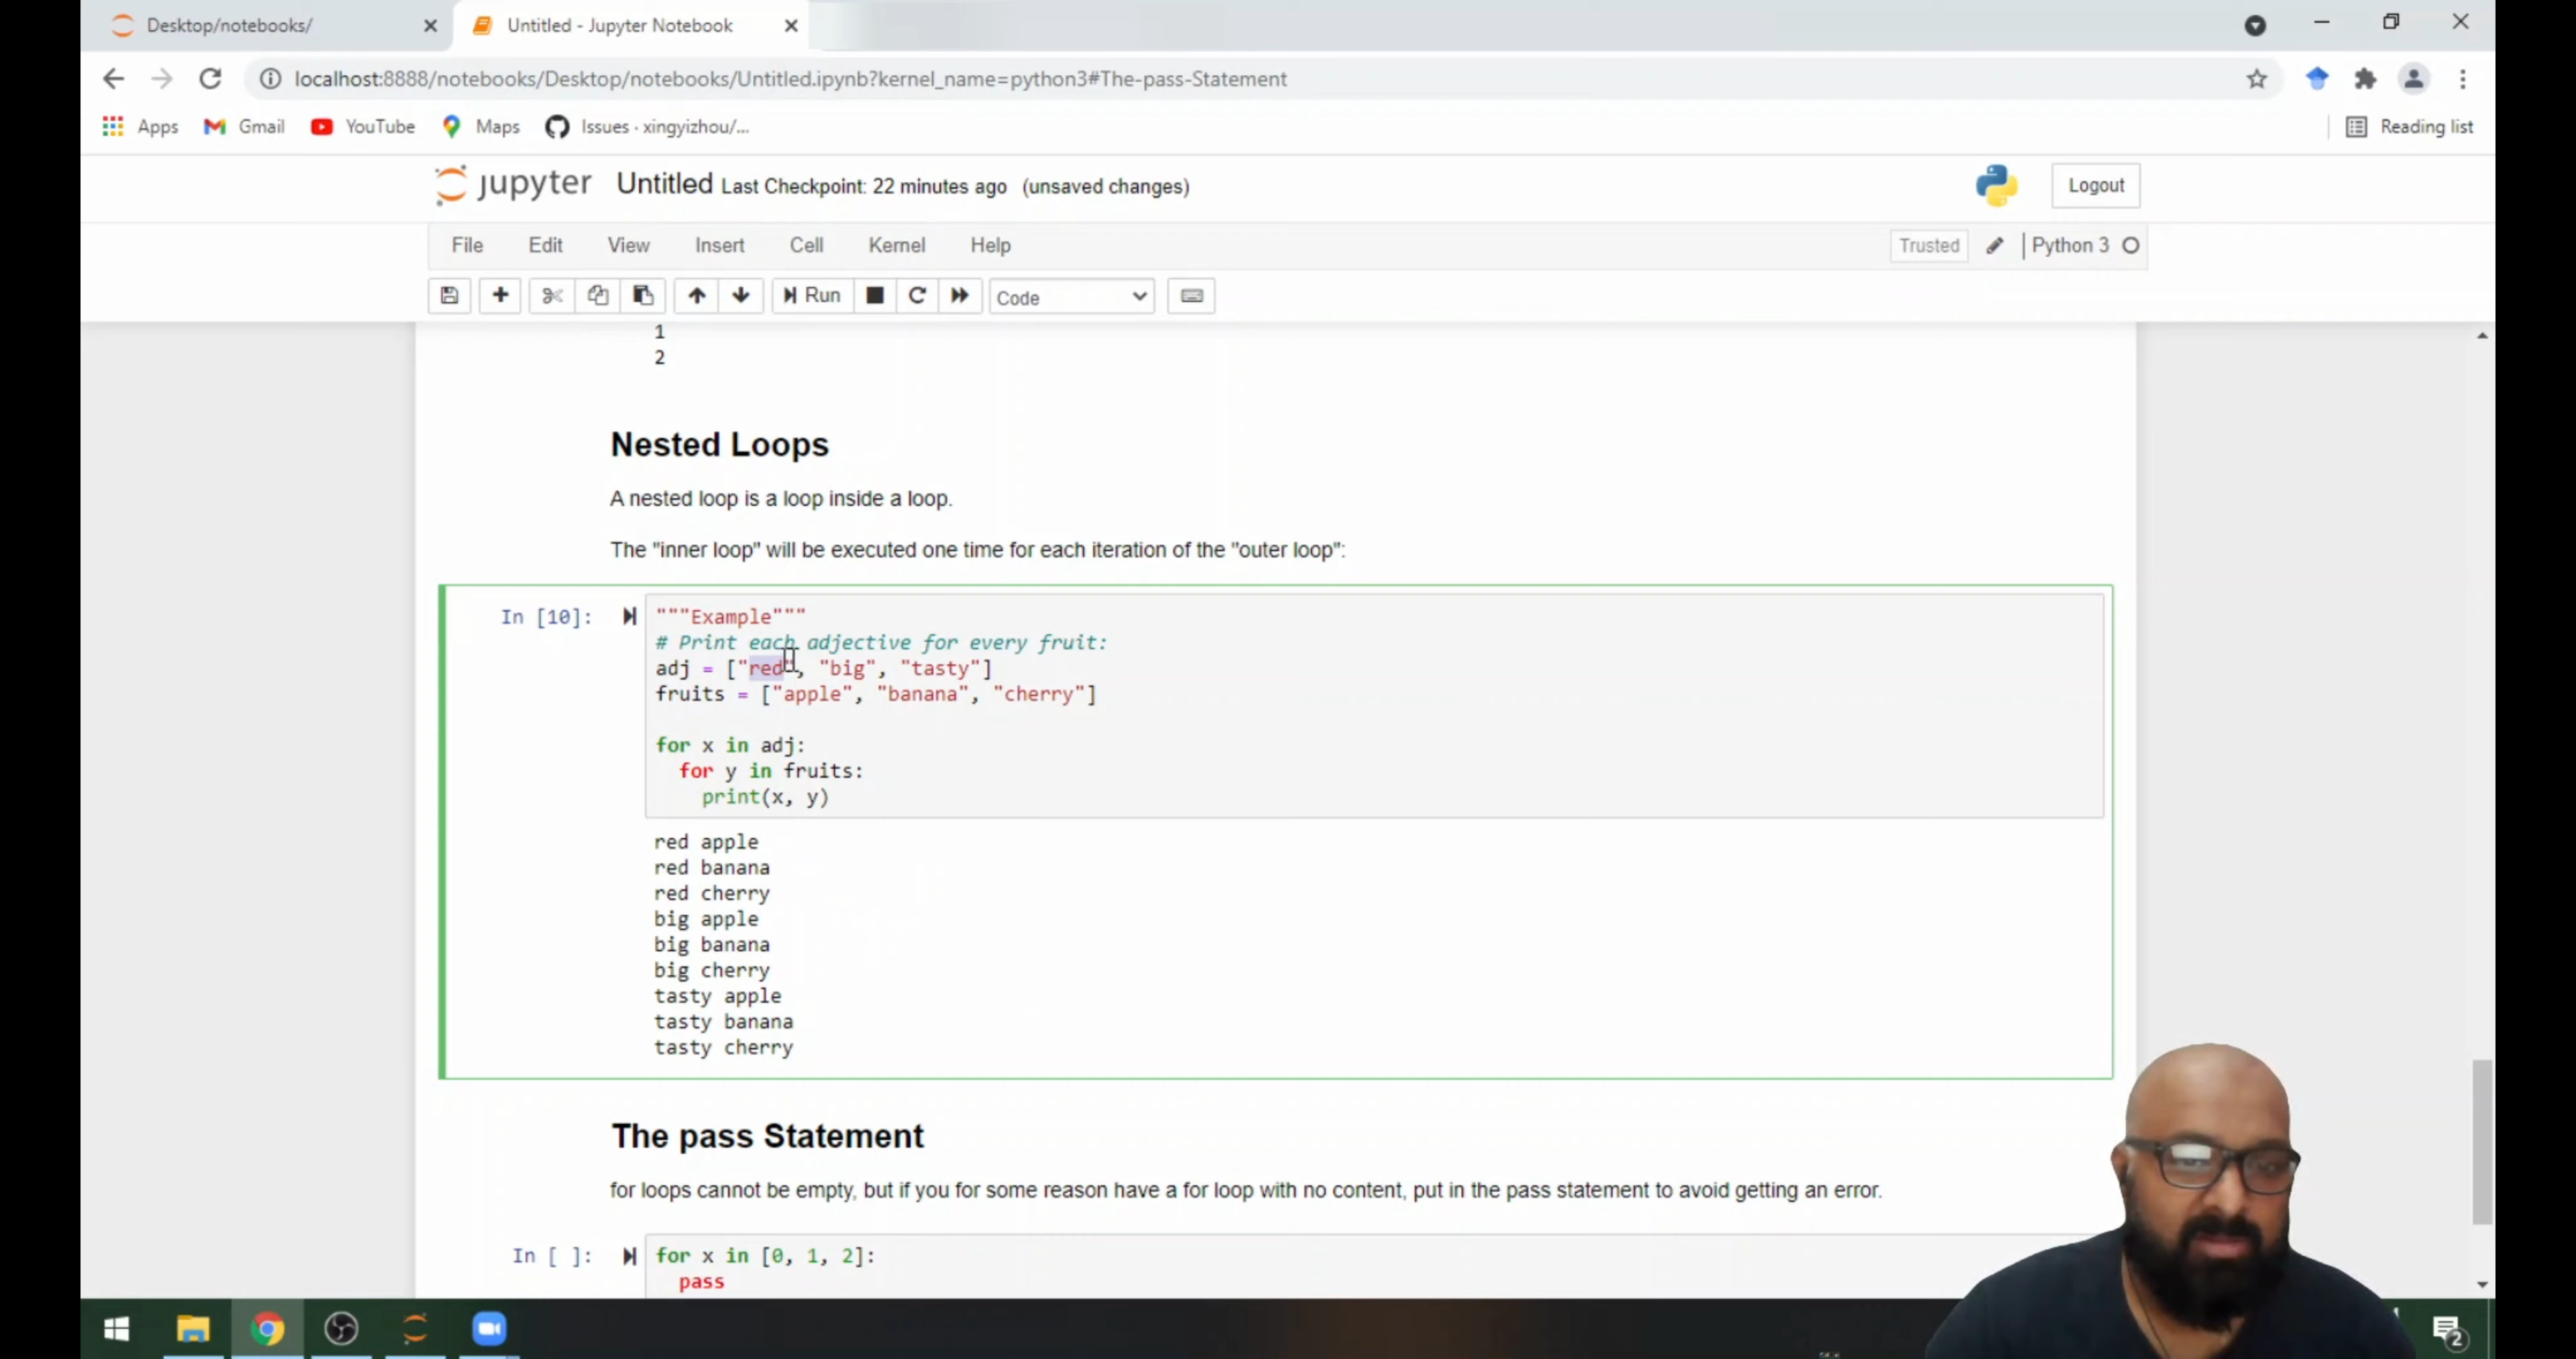 Desktop/notebooks/
Untitled - Jupyter Notebook
localhost:8888/notebooks/Desktop/notebooks/Untitled.ipynb?kernel_name=python3#The-pass-Statement
Apps Gmail YouTube Maps Issues · xingyizhou/... Reading list
jupyter Untitled Last Checkpoint: 22 minutes ago (unsaved changes) Logout
File Edit View Insert Cell Kernel Help Trusted Python 3
Run Code
1
2
Nested Loops
A nested loop is a loop inside a loop.
The "inner loop" will be executed one time for each iteration of the "outer loop":
In [10]: """Example"""
# Print each adjective for every fruit:
adj = ["red", "big", "tasty"]
fruits = ["apple", "banana", "cherry"]
for x in adj:
  for y in fruits:
    print(x, y)
red apple
red banana
red cherry
big apple
big banana
big cherry
tasty apple
tasty banana
tasty cherry
The pass Statement
for loops cannot be empty, but if you for some reason have a for loop with no content, put in the pass statement to avoid getting an error.
In [ ]: for x in [0, 1, 2]:
  pass
2